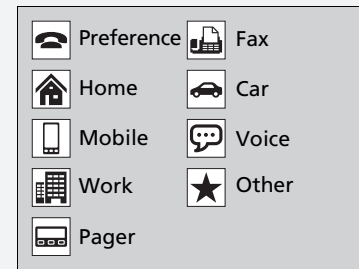 Preference
Fax
Home
Car
Mobile
Voice
Work
Other
Pager